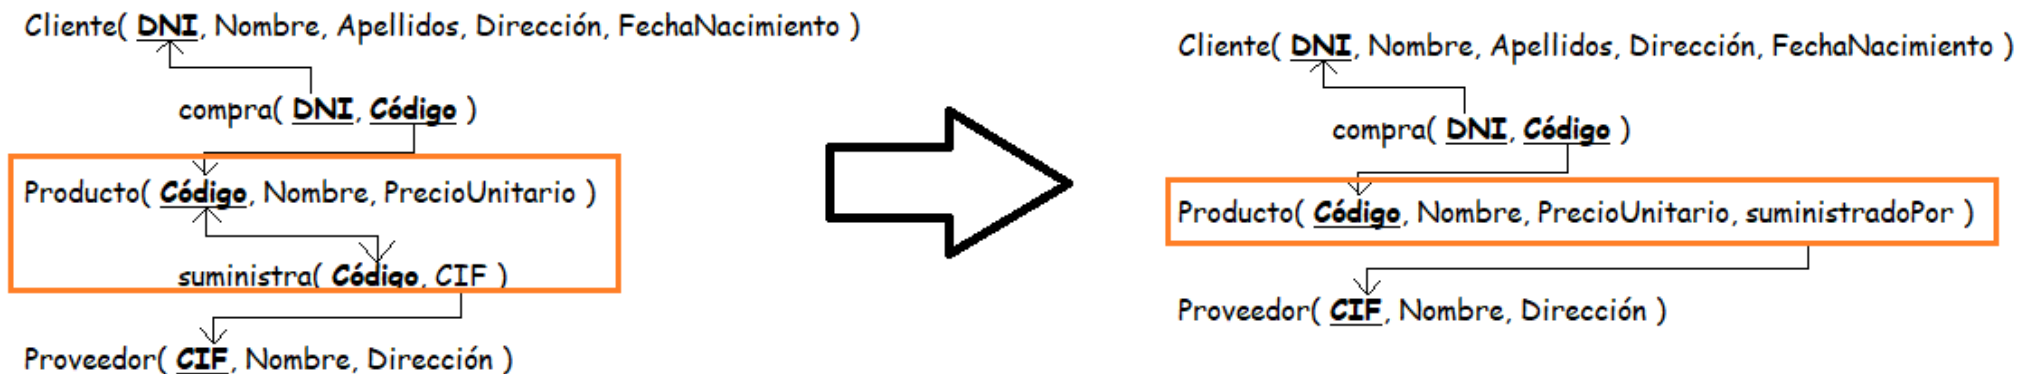 Cliente( DNI, Nombre, Apellidos, Dirección, FechaNacimiento )
compra( DNI, Código )
Producto( Código, Nombre, PrecioUnitario )
suministra( Código, CIF )
Proveedor( CIF, Nombre, Dirección )
Cliente( DNI, Nombre, Apellidos, Dirección, FechaNacimiento )
compra( DNI, Código )
Producto( Código, Nombre, PrecioUnitario, suministradoPor )
Proveedor( CIF, Nombre, Dirección )